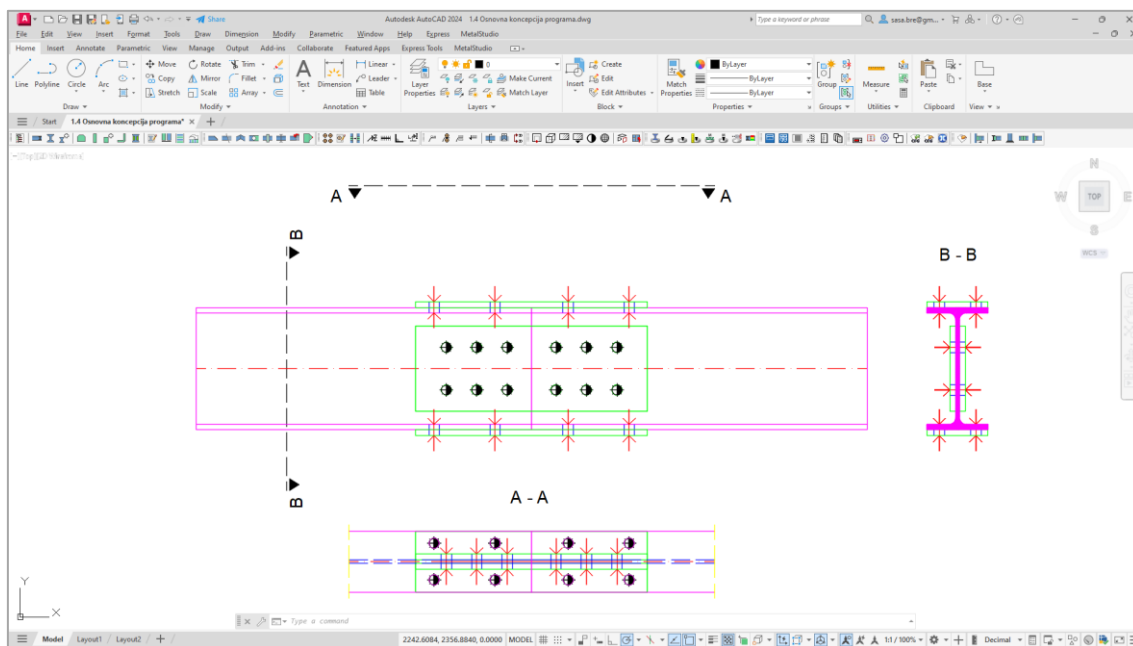 A CAD Share Autodesk AutoCAD 2024 1.4 Osnovna koncepcija programa.dwg Type a keyword or phrase sasa.bre@gm...
File Edit View Insert Format Tools Draw Dimension Modify Parametric Window Help Express MetalStudio
Home Insert Annotate Parametric View Manage Output Add-ins Collaborate Featured Apps Express Tools MetalStudio
Line Polyline Circle Arc Move Rotate Trim Text Dimension Linear Layer Properties 0 Insert Create Match Properties ByLayer Group Measure Paste Base
Copy Mirror Fillet Leader Make Current Edit ByLayer
Stretch Scale Array Table Match Layer Edit Attributes ByLayer
Draw Modify Annotation Layers Block Properties Groups Utilities Clipboard View
Start 1.4 Osnovna koncepcija programa*
N
A A W TOP E
S
B WCS
B - B
B
A - A
Y
X
Type a command
Model Layout1 Layout2 2242.6084, 2356.8840, 0.0000 MODEL 1:1 / 100% Decimal